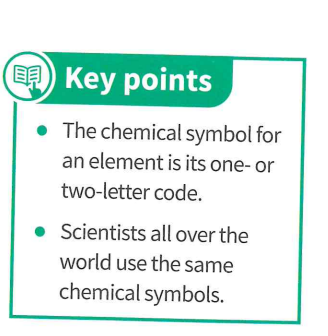 Key points
• The chemical symbol for
an element is its one- or
two-letter code.
• Scientists all over the
world use the same
chemical symbols.